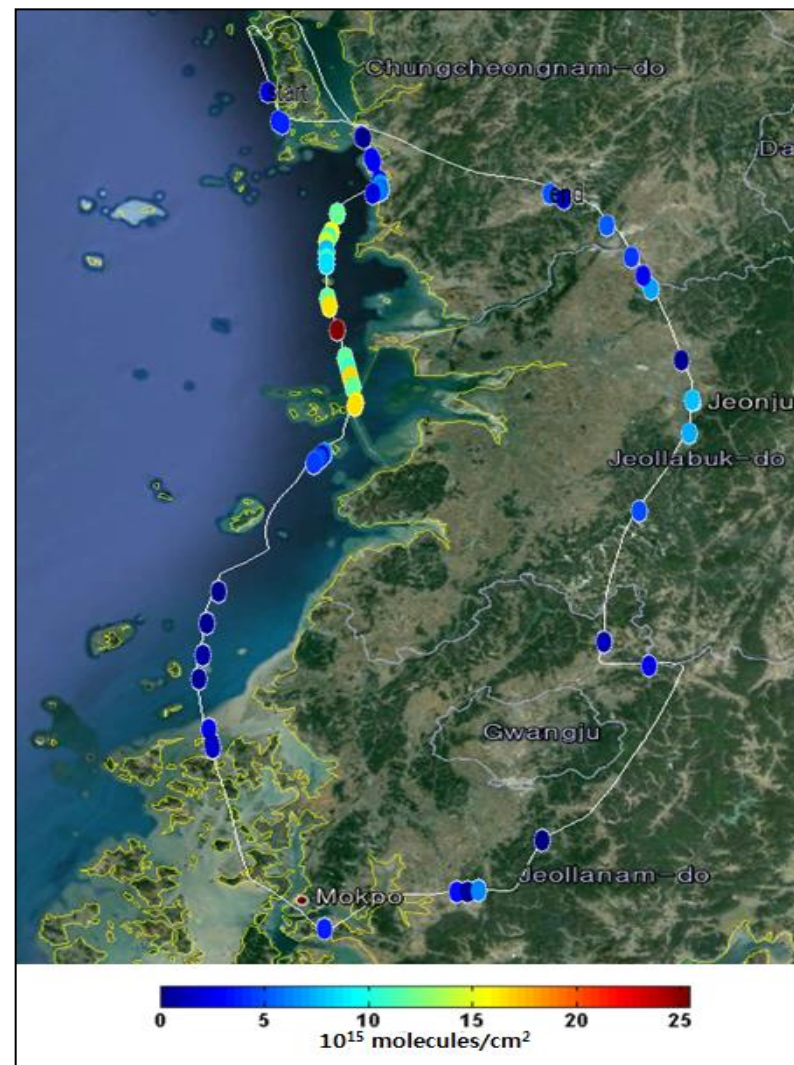 Chungcheongnam-do
start
Da
end
Jeonju
Jeollabuk-do
Gwangju
Jeollanam-do
Mokpo
0 5 10 15 20 25
10¹⁵ molecules/cm²